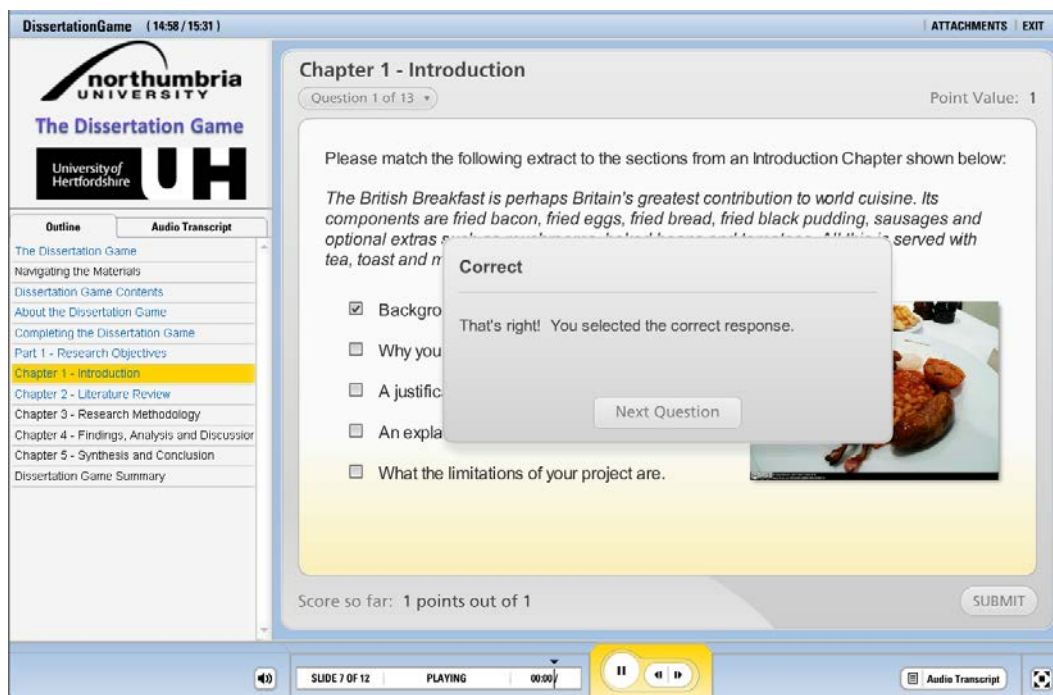 DissertationGame ( 14:58 / 15:31 )
ATTACHMENTS EXIT
northumbria
UNIVERSITY
The Dissertation Game
University of
Hertfordshire
UH
Outline Audio Transcript
The Dissertation Game
Navigating the Materials
Dissertation Game Contents
About the Dissertation Game
Completing the Dissertation Game
Part 1 - Research Objectives
Chapter 1 - Introduction
Chapter 2 - Literature Review
Chapter 3 - Research Methodology
Chapter 4 - Findings, Analysis and Discussion
Chapter 5 - Synthesis and Conclusion
Dissertation Game Summary
Chapter 1 - Introduction
Question 1 of 13
Point Value: 1
Please match the following extract to the sections from an Introduction Chapter shown below:
The British Breakfast is perhaps Britain's greatest contribution to world cuisine. Its
components are fried bacon, fried eggs, fried bread, fried black pudding, sausages and
optional extras served with
tea, toast and m
Correct
That's right! You selected the correct response.
Next Question
Backgro
Why you
A justific
An expla
What the limitations of your project are.
Score so far: 1 points out of 1
SUBMIT
SLIDE 7 OF 12 PLAYING 00:00/
Audio Transcript